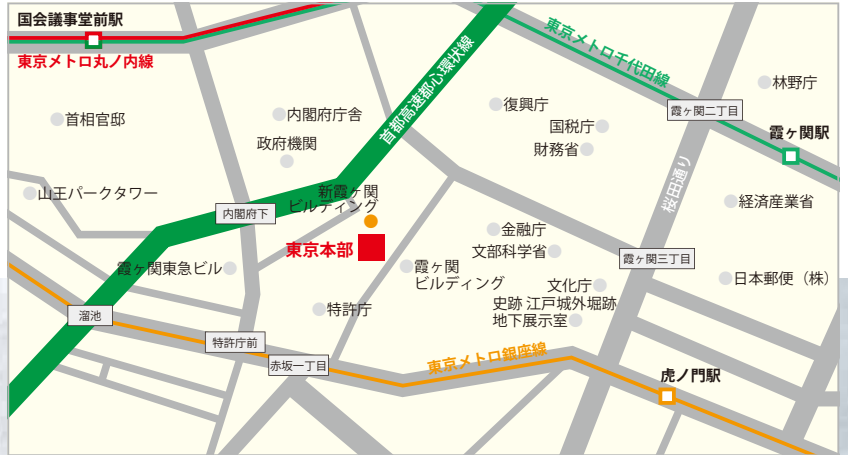 国会議事堂前駅
東京メトロ丸ノ内線
首都高速都心環状線
東京メトロ千代田線
林野庁
首相官邸
内閣府庁舎
復興庁
霞ヶ関二丁目
国税庁
霞ヶ関駅
政府機関
財務省
桜田通り
山王パークタワー
新霞ヶ関
ビルディング
経済産業省
内閣府下
金融庁
東京本部
文部科学省
霞ヶ関三丁目
霞ヶ関東急ビル
霞ヶ関
ビルディング
文化庁
日本郵便（株）
特許庁
史跡 江戸城外堀跡
地下展示室
溜池
特許庁前
赤坂一丁目
東京メトロ銀座線
虎ノ門駅